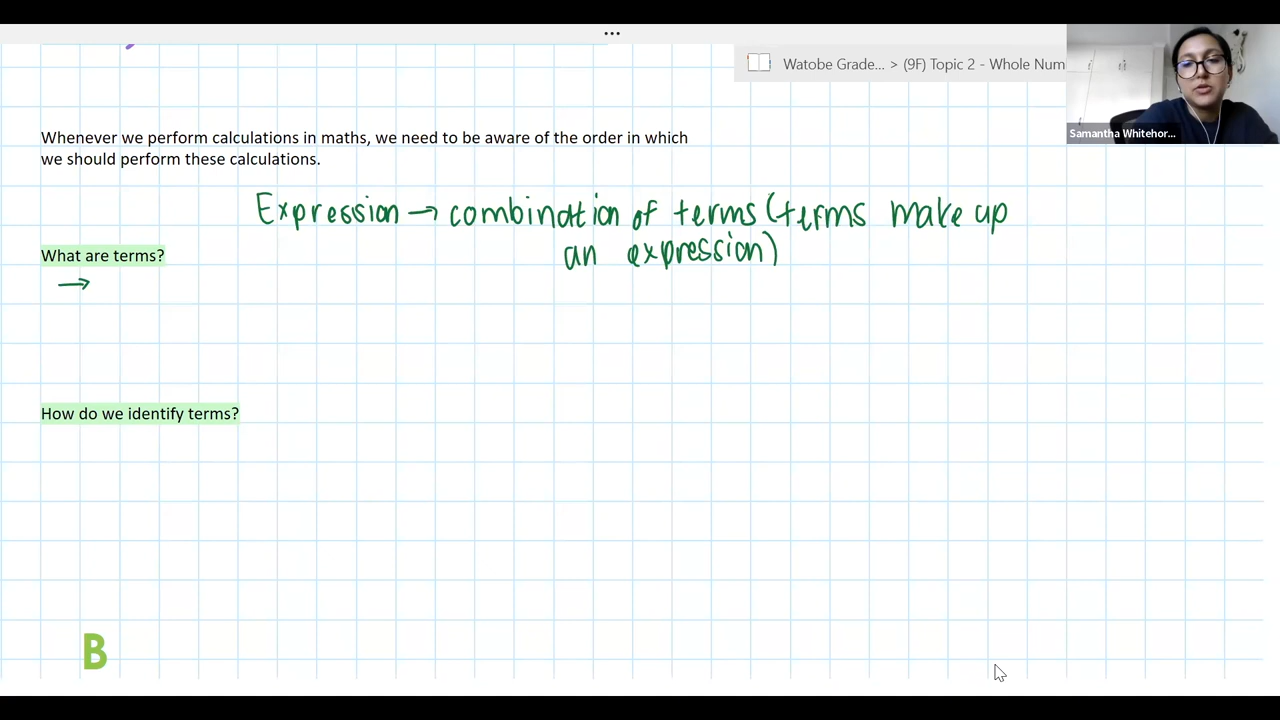 ...
Watobe Grade... > (9F) Topic 2 - Whole Num
Samantha Whitehor...
Whenever we perform calculations in maths, we need to be aware of the order in which
we should perform these calculations.
Expression → combination of terms (terms make up
an expression)
What are terms?
→
How do we identify terms?
B